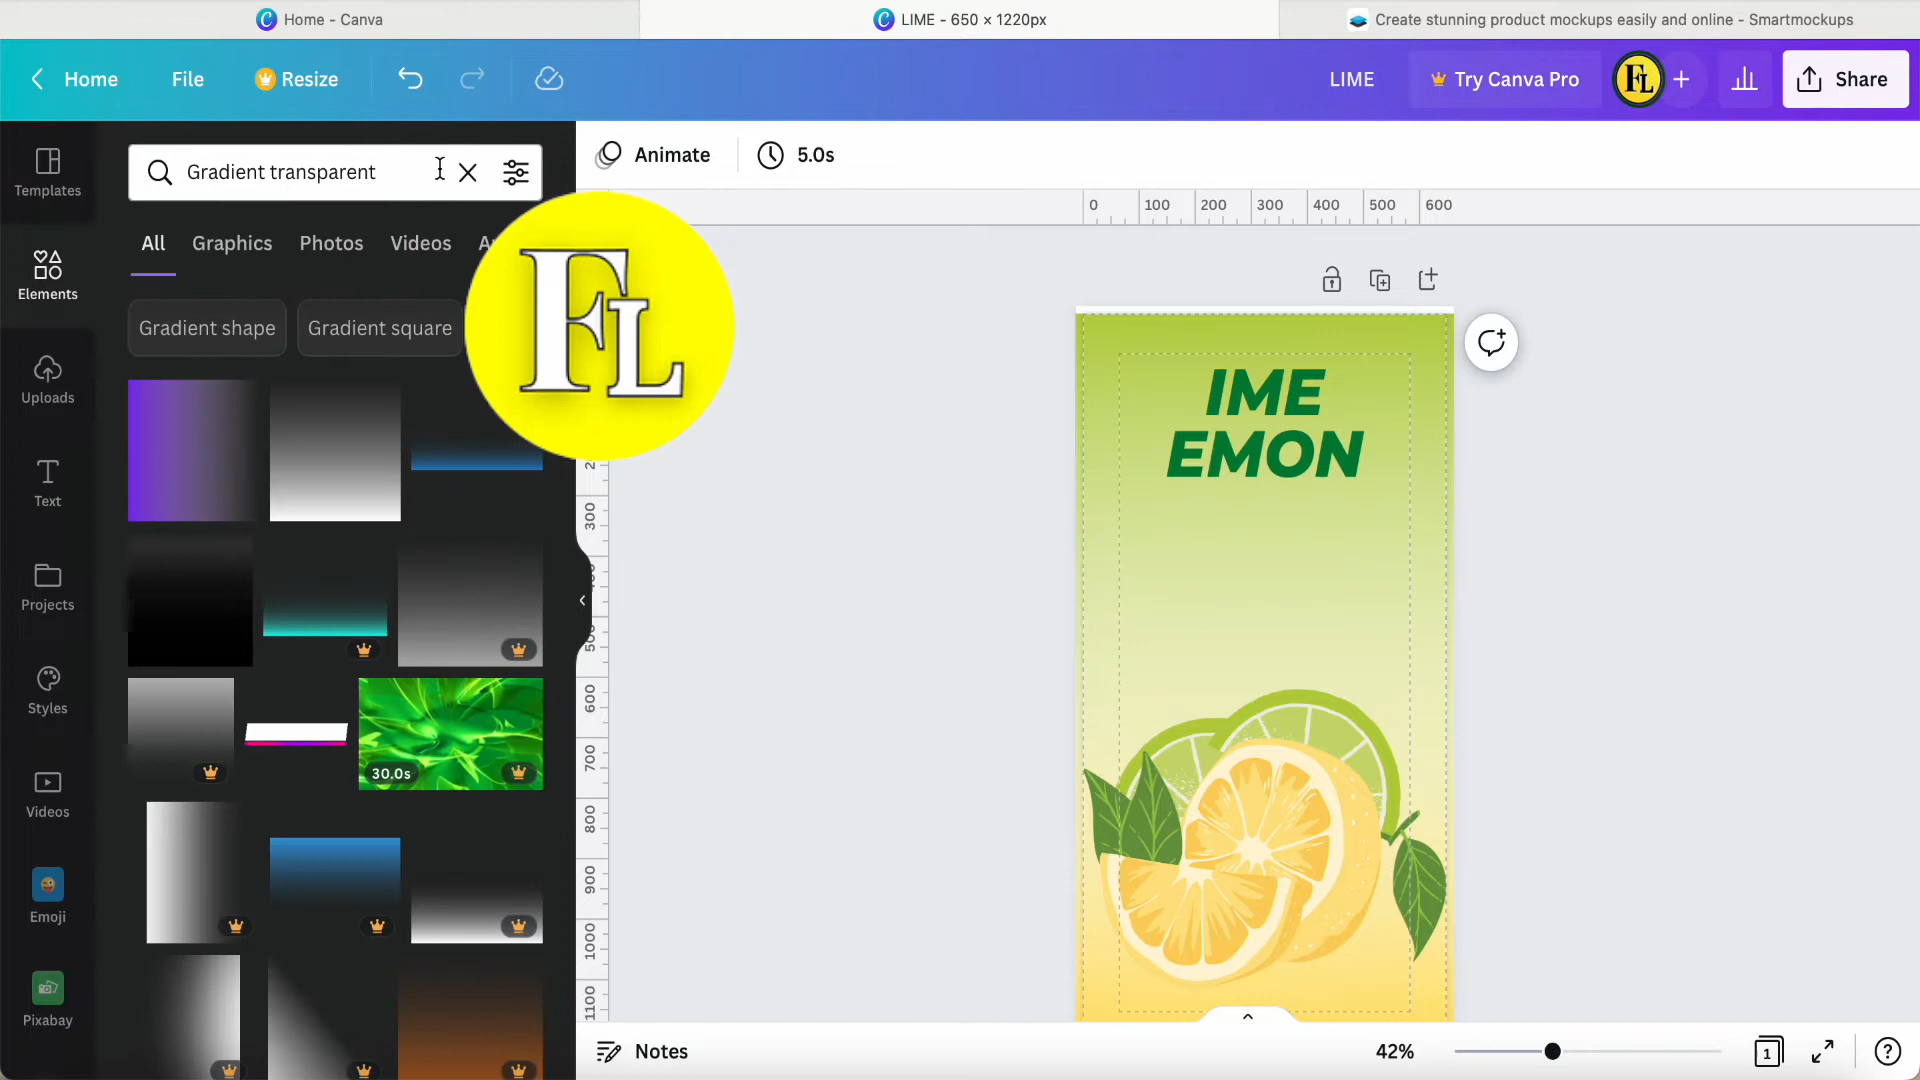 Home - Canva
LIME - 650 × 1220px
Create stunning product mockups easily and online - Smartmockups
Home
File
Resize
LIME
Try Canva Pro
FL
Share
Templates
Elements
Uploads
Text
Projects
Styles
Videos
Emoji
Pixabay
Gradient transparent
All
Graphics
Photos
Videos
Gradient shape
Gradient square
FL
30.0s
Animate
5.0s
0 100 200 300 400 500 600
300
600
700
800
900
1000
1100
IME
EMON
Notes
42%
1
?